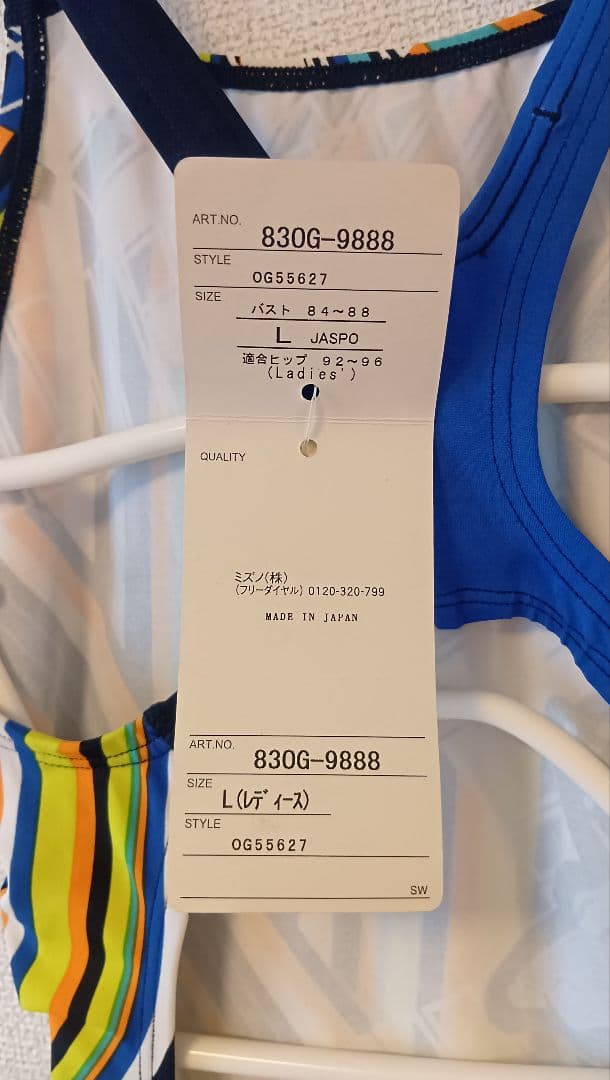 ART.NO.
83OG-9888
STYLE
OG55627
SIZE
バスト 84～88
L JASPO
適合ヒップ 92～96
(Ladies')
QUALITY
ミズノ(株)
(フリーダイヤル) 0120-320-799
MADE IN JAPAN
ART.NO.
83OG-9888
SIZE
L(レディース)
STYLE
OG55627
SW